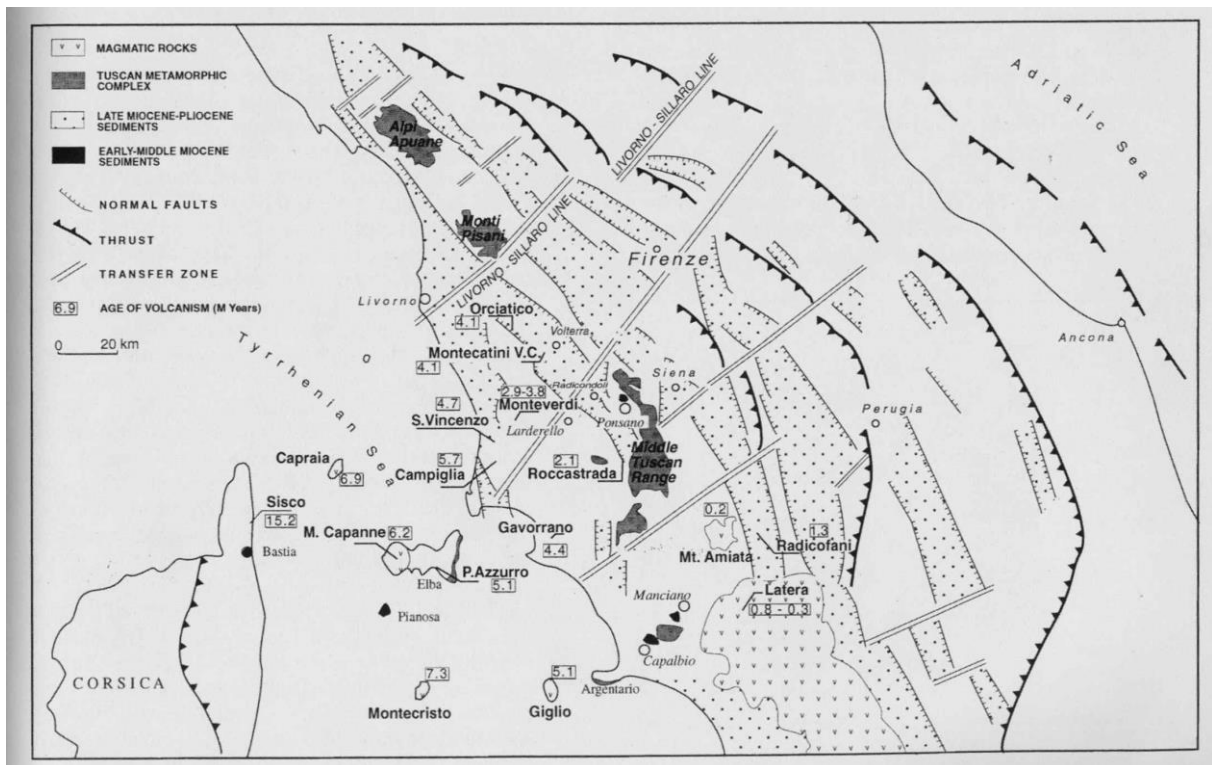 MAGMATIC ROCKS
TUSCAN METAMORPHIC
COMPLEX
LATE MIOCENE-PLIOCENE
SEDIMENTS
EARLY-MIDDLE MIOCENE
SEDIMENTS
NORMAL FAULTS
THRUST
TRANSFER ZONE
6.9 AGE OF VOLCANISM (M Years)
0 20 km
Adriatic Sea
Tyrrhenian Sea
LIVORNO-SILLARO LINE
LIVORNO-SILLARO LINE
Alpi
Apuane
Monti
Pisani
Firenze
Livorno
Orciatico
4.1
Volterra
Montecatini V.C.
4.1
Radicondoli
2.9-3.8
Monteverdi
Larderello
Siena
Ponsano
Ancona
Perugia
4.7
S.Vincenzo
Middle
Tuscan
Range
5.7
Campiglia
2.1
Roccastrada
Capraia
6.9
Sisco
15.2
Bastia
M. Capanne
6.2
Elba
P.Azzurro
5.1
Gavorrano
4.4
0.2
Mt. Amiata
1.3
Radicofani
Latera
0.8 - 0.3
Manciano
Capalbio
Pianosa
CORSICA
7.3
Montecristo
5.1
Giglio
Argentario